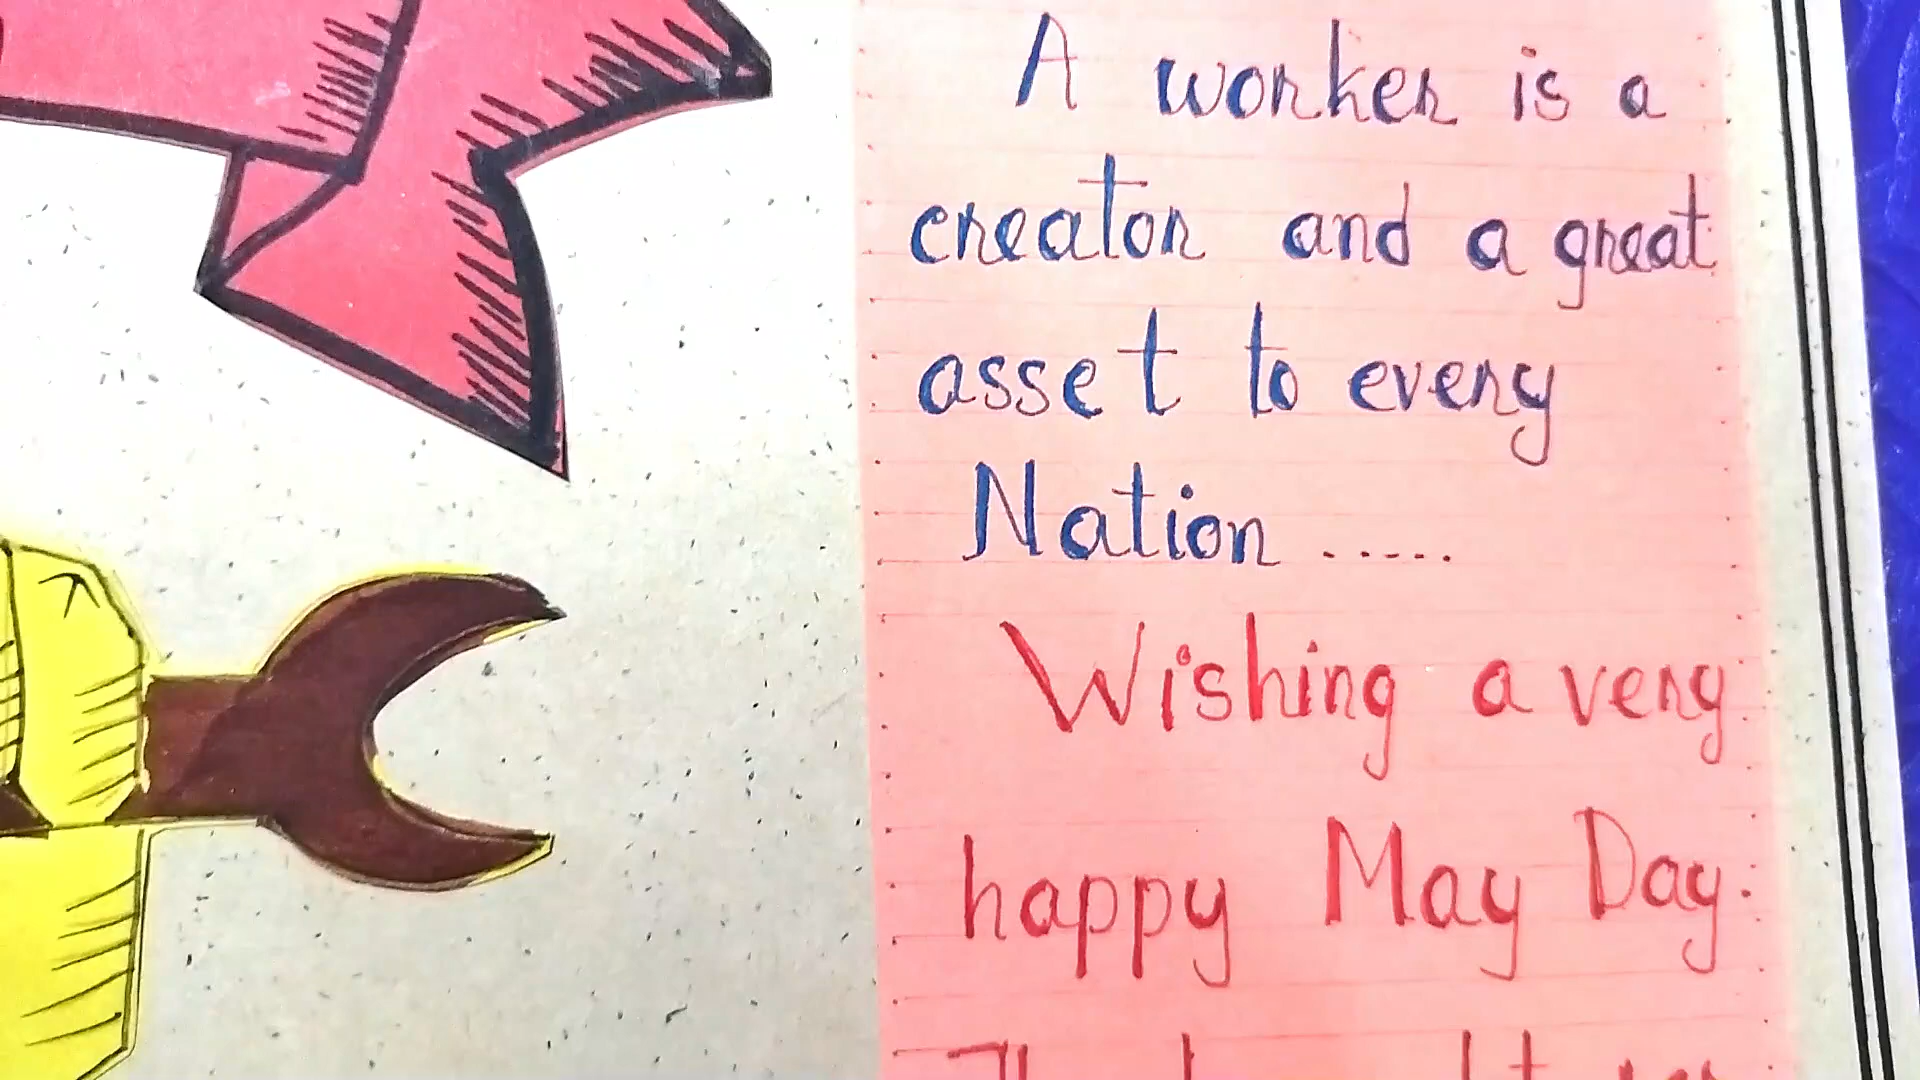 A worker is a
creator and a great
asset to every
Nation .....
Wishing a very
happy May Day.